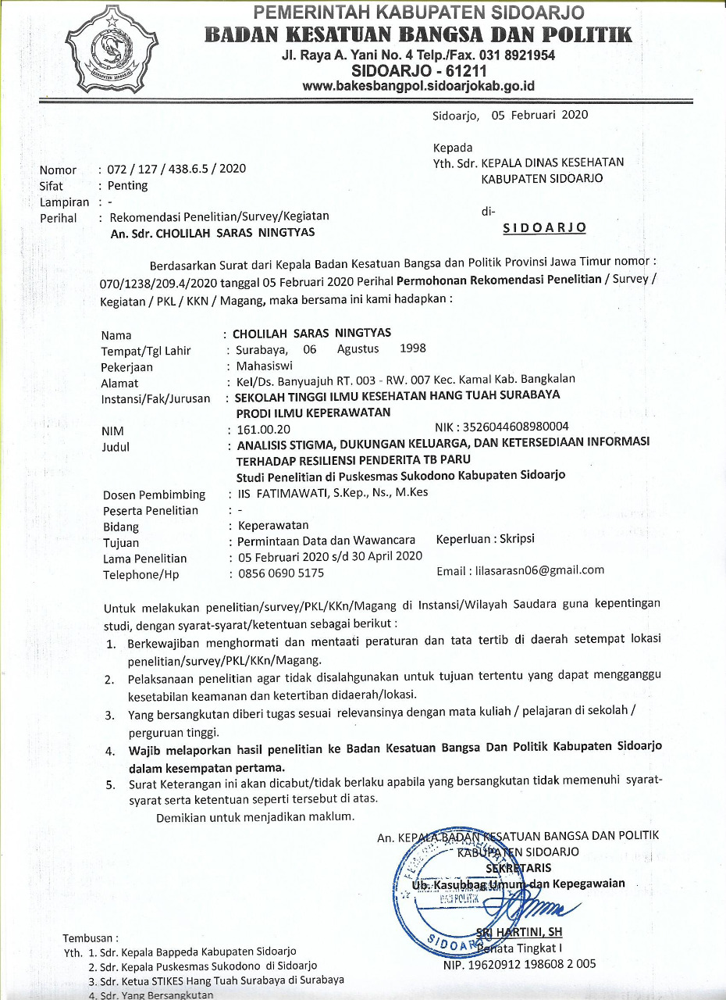 PEMERINTAH KABUPATEN SIDOARJO
BADAN KESATUAN BANGSA DAN POLITIK
Jl. Raya A. Yani No. 4 Telp./Fax. 031 8921954
SIDOARJO - 61211
www.bakesbangpol.sidoarjokab.go.id
Sidoarjo, 05 Februari 2020
Kepada
Yth. Sdr. KEPALA DINAS KESEHATAN
KABUPATEN SIDOARJO
di-
S I D O A R J O
Nomor : 072 / 127 / 438.6.5 / 2020
Sifat : Penting
Lampiran : -
Perihal : Rekomendasi Penelitian/Survey/Kegiatan
An. Sdr. CHOLILAH SARAS NINGTYAS
Berdasarkan Surat dari Kepala Badan Kesatuan Bangsa dan Politik Provinsi Jawa Timur nomor :
070/1238/209.4/2020 tanggal 05 Februari 2020 Perihal Permohonan Rekomendasi Penelitian / Survey /
Kegiatan / PKL / KKN / Magang, maka bersama ini kami hadapkan :
Nama : CHOLILAH SARAS NINGTYAS
Tempat/Tgl Lahir : Surabaya, 06 Agustus 1998
Pekerjaan : Mahasiswi
Alamat : Kel/Ds. Banyuajuh RT. 003 - RW. 007 Kec. Kamal Kab. Bangkalan
Instansi/Fak/Jurusan : SEKOLAH TINGGI ILMU KESEHATAN HANG TUAH SURABAYA
PRODI ILMU KEPERAWATAN
NIM : 161.00.20 NIK : 3526044608980004
Judul : ANALISIS STIGMA, DUKUNGAN KELUARGA, DAN KETERSEDIAAN INFORMASI
TERHADAP RESILIENSI PENDERITA TB PARU
Studi Penelitian di Puskesmas Sukodono Kabupaten Sidoarjo
Dosen Pembimbing : IIS FATIMAWATI, S.Kep., Ns., M.Kes
Peserta Penelitian : -
Bidang : Keperawatan
Tujuan : Permintaan Data dan Wawancara Keperluan : Skripsi
Lama Penelitian : 05 Februari 2020 s/d 30 April 2020
Telephone/Hp : 0856 0690 5175 Email : lilasarasn06@gmail.com
Untuk melakukan penelitian/survey/PKL/KKn/Magang di Instansi/Wilayah Saudara guna kepentingan
studi, dengan syarat-syarat/ketentuan sebagai berikut :
1. Berkewajiban menghormati dan mentaati peraturan dan tata tertib di daerah setempat lokasi
penelitian/survey/PKL/KKn/Magang.
2. Pelaksanaan penelitian agar tidak disalahgunakan untuk tujuan tertentu yang dapat mengganggu
kesetabilan keamanan dan ketertiban didaerah/lokasi.
3. Yang bersangkutan diberi tugas sesuai relevansinya dengan mata kuliah / pelajaran di sekolah /
perguruan tinggi.
4. Wajib melaporkan hasil penelitian ke Badan Kesatuan Bangsa Dan Politik Kabupaten Sidoarjo
dalam kesempatan pertama.
5. Surat Keterangan ini akan dicabut/tidak berlaku apabila yang bersangkutan tidak memenuhi syarat-
syarat serta ketentuan seperti tersebut di atas.
Demikian untuk menjadikan maklum.
An. KEPALA BADAN KESATUAN BANGSA DAN POLITIK
KABUPATEN SIDOARJO
SEKRETARIS
Ub. Kasubbag Umum dan Kepegawaian
DAN POLITIK
SIDOARJO
SRI HARTINI, SH
Penata Tingkat I
NIP. 19620912 198608 2 005
Tembusan :
Yth. 1. Sdr. Kepala Bappeda Kabupaten Sidoarjo
2. Sdr. Kepala Puskesmas Sukodono di Sidoarjo
3. Sdr. Ketua STIKES Hang Tuah Surabaya di Surabaya
4. Sdr. Yang Bersangkutan